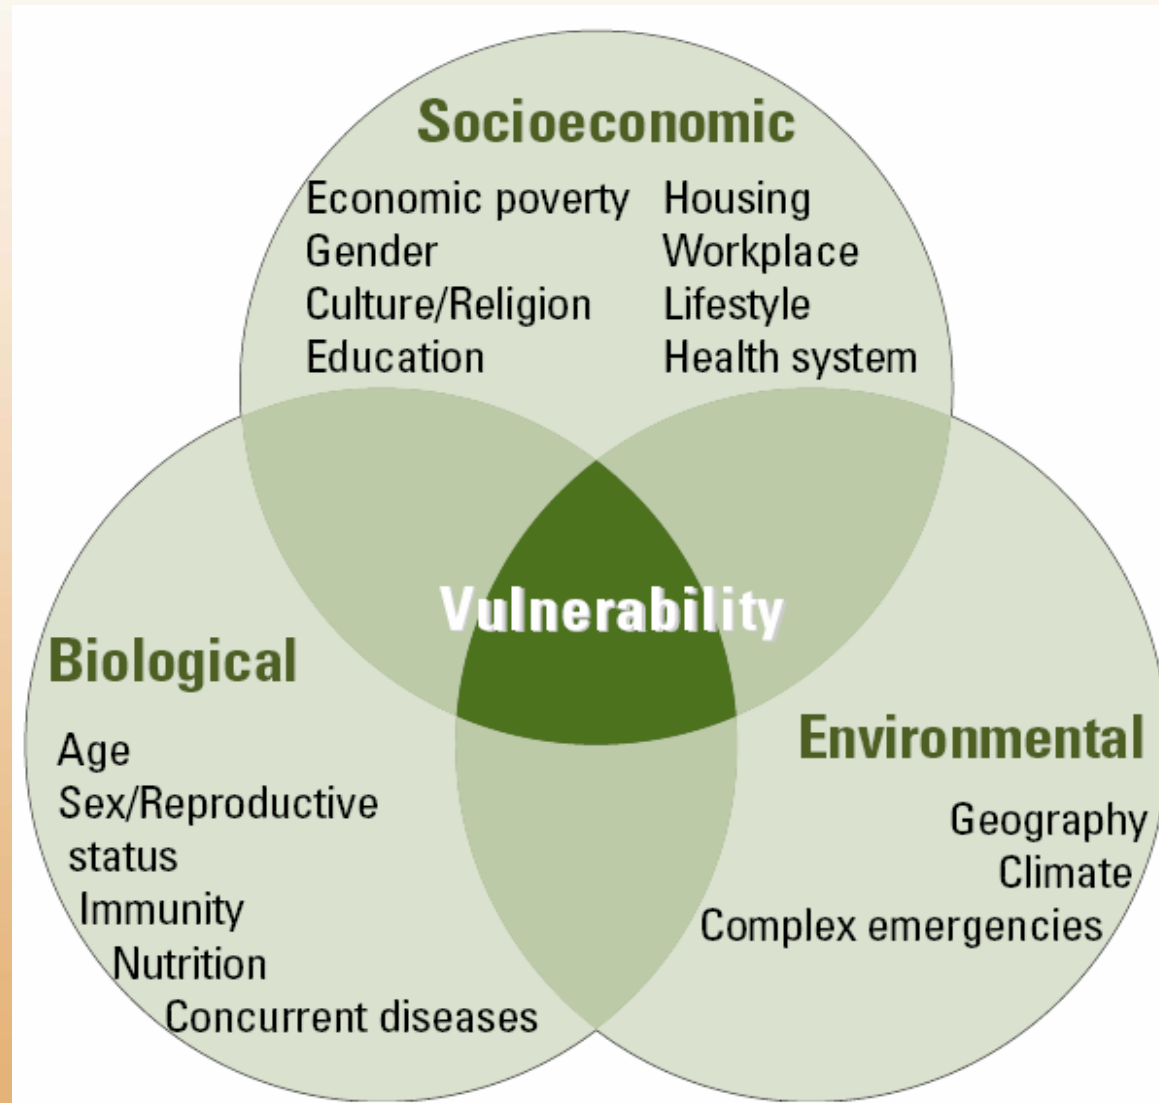 Socioeconomic
Economic poverty
Gender
Culture/Religion
Education
Housing
Workplace
Lifestyle
Health system
Vulnerability
Biological
Age
Sex/Reproductive
status
Immunity
Nutrition
Concurrent diseases
Environmental
Geography
Climate
Complex emergencies